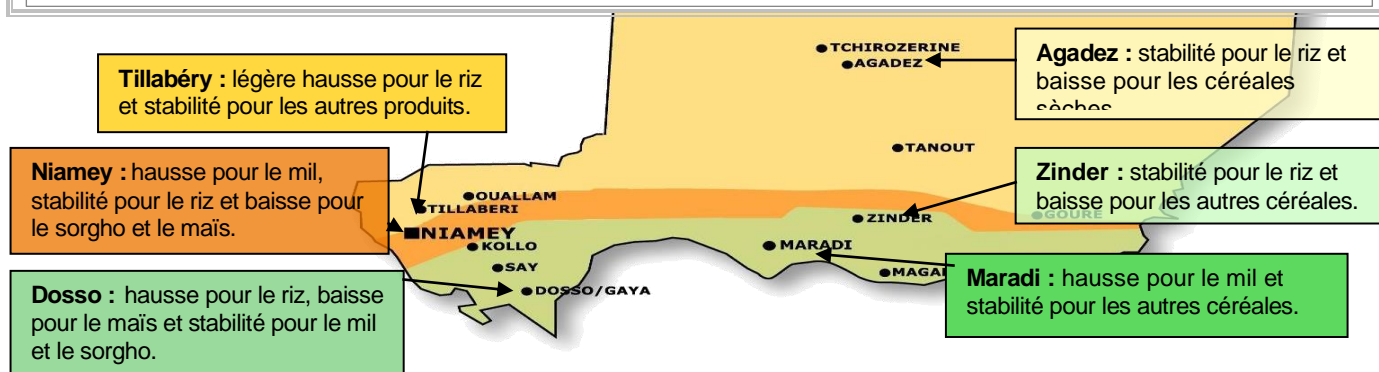 TCHIROZERINE
AGADEZ
Agadez : stabilité pour le riz et
baisse pour les céréales
sèches
Tillabéry : légère hausse pour le riz
et stabilité pour les autres produits.
TANOUT
Niamey : hausse pour le mil,
stabilité pour le riz et baisse pour
le sorgho et le maïs.
Zinder : stabilité pour le riz et
baisse pour les autres céréales.
OUALLAM
TILLABERI
ZINDER
GOURE
NIAMEY
KOLLO
MARADI
SAY
Maradi : hausse pour le mil et
stabilité pour les autres céréales.
Dosso : hausse pour le riz, baisse
pour le maïs et stabilité pour le mil
et le sorgho.
DOSSO/GAYA